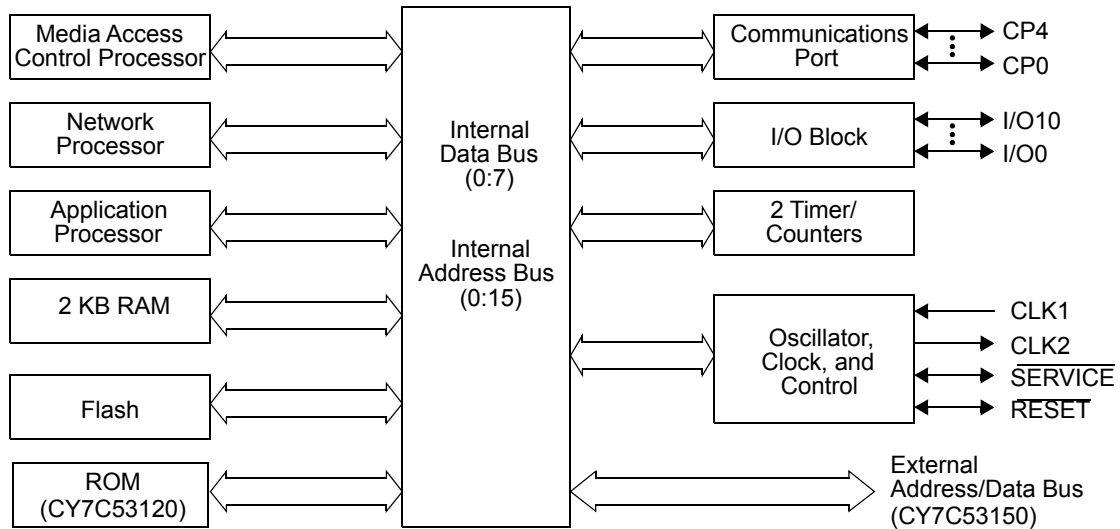 Media Access
Control Processor
Network
Processor
Application
Processor
2 KB RAM
Flash
ROM
(CY7C53120)
Internal
Data Bus
(0:7)
Internal
Address Bus
(0:15)
Communications
Port
CP4
CP0
I/O Block
I/O10
I/O0
2 Timer/
Counters
Oscillator,
Clock, and
Control
CLK1
CLK2
SERVICE
RESET
External
Address/Data Bus
(CY7C53150)